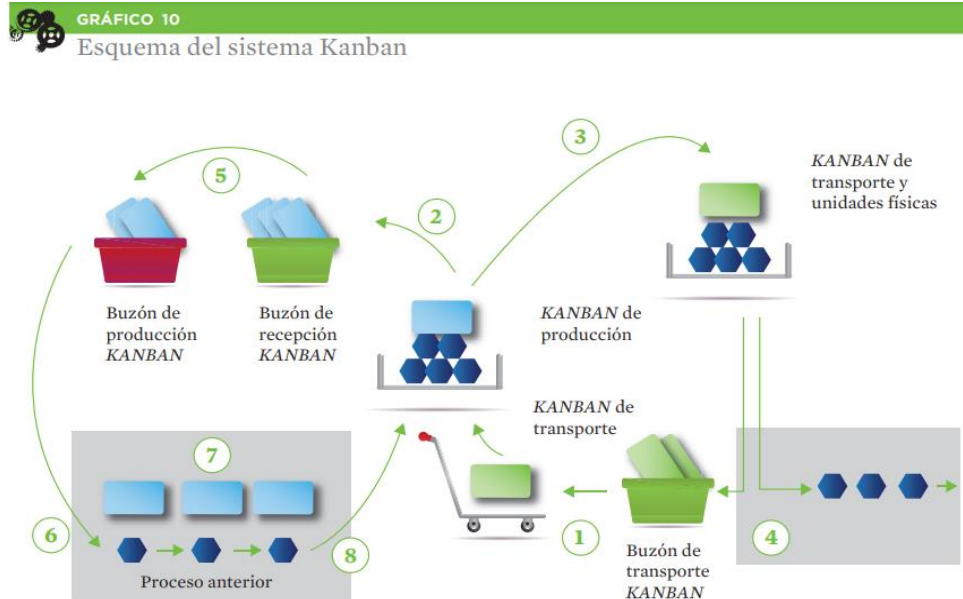 GRÁFICO 10
Esquema del sistema Kanban
3
5
2
KANBAN de
transporte y
unidades físicas
Buzón de
producción
KANBAN
Buzón de
recepción
KANBAN
KANBAN de
producción
KANBAN de
transporte
7
6
8
1
4
Proceso anterior
Buzón de
transporte
KANBAN